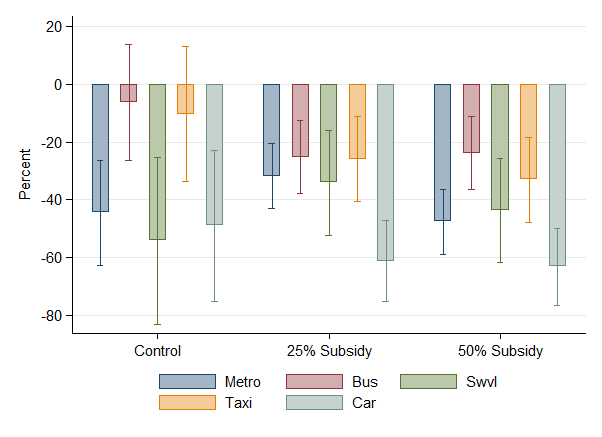 20
0
-20
-40
-60
-80
Percent
Control 25% Subsidy 50% Subsidy
Metro Bus Swvl
Taxi Car